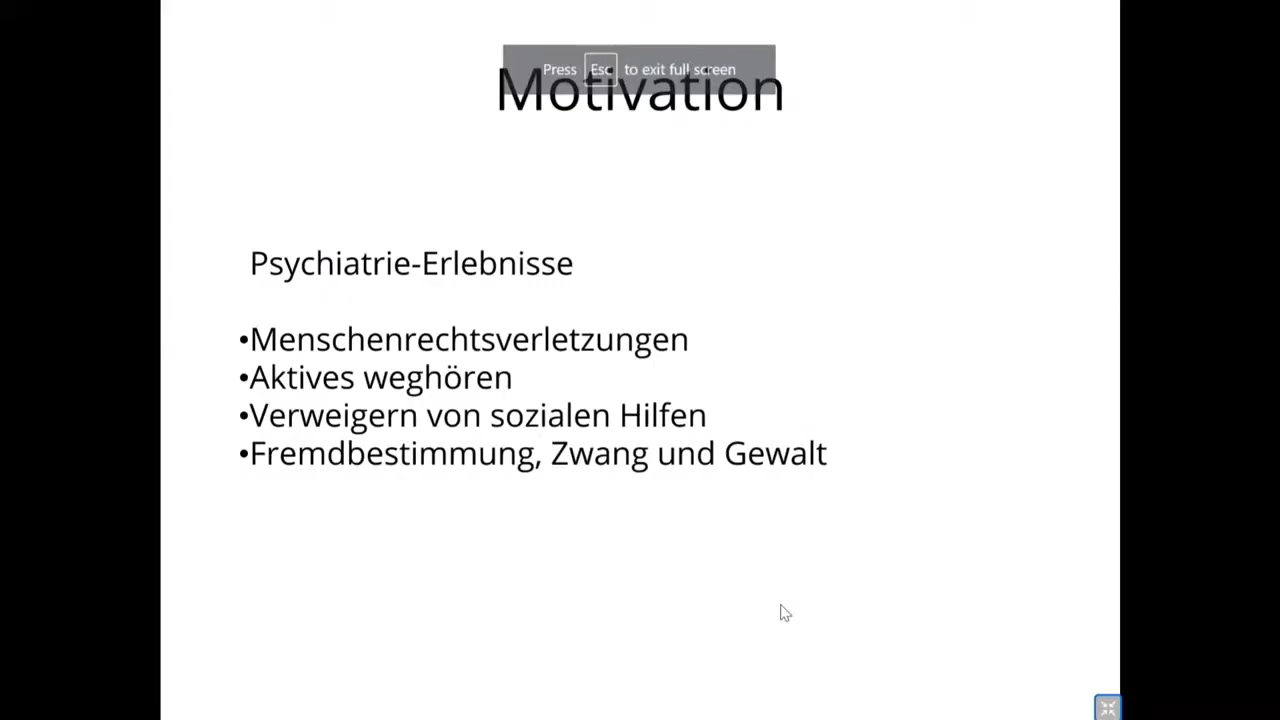 Press Esc to exit full screen
Motivation
Psychiatrie-Erlebnisse
•Menschenrechtsverletzungen
•Aktives weghören
•Verweigern von sozialen Hilfen
•Fremdbestimmung, Zwang und Gewalt